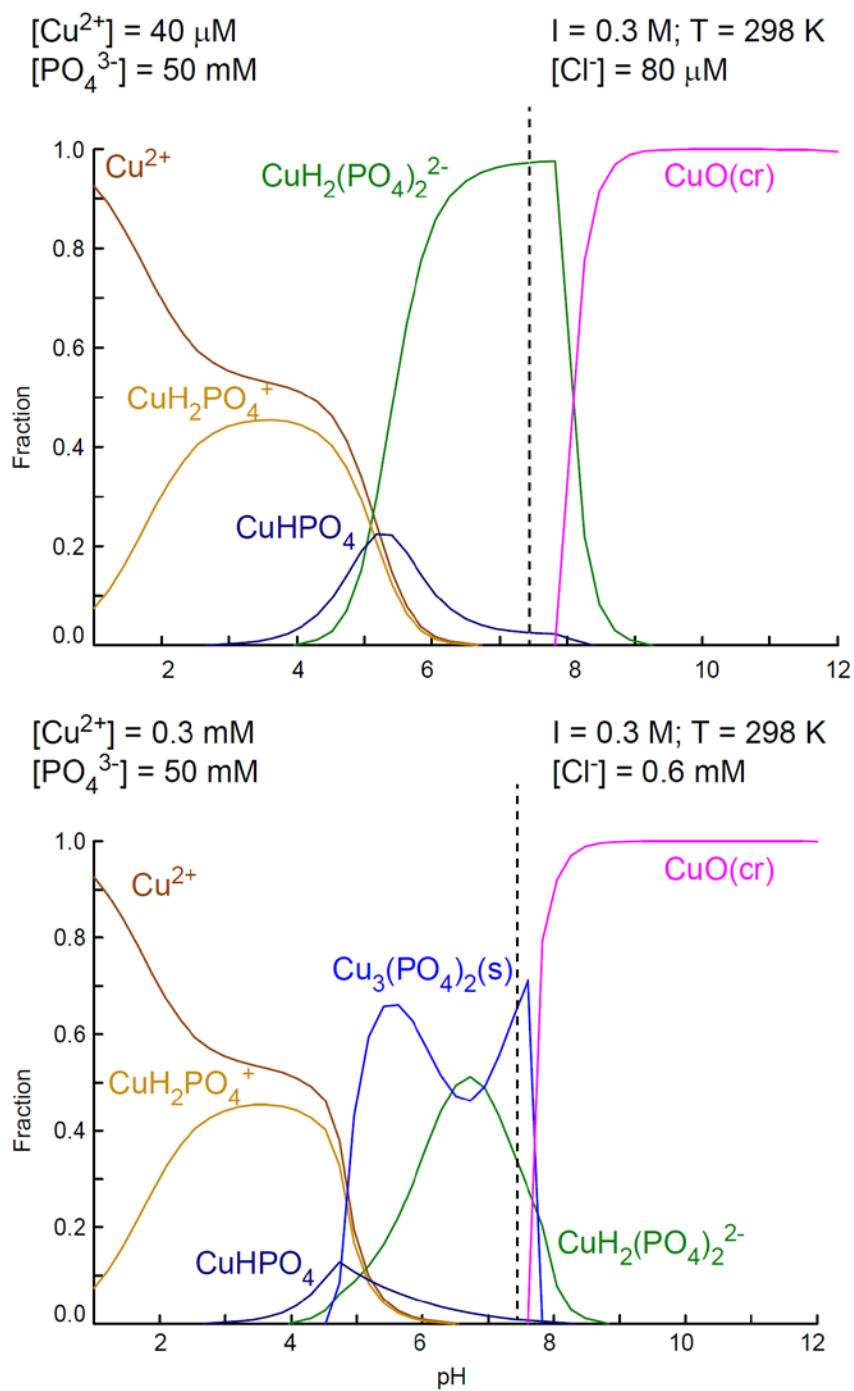 [Cu²⁺] = 40 μM
I = 0.3 M; T = 298 K
[PO₄³⁻] = 50 mM
[Cl⁻] = 80 μM
1.0
Cu²⁺
CuH₂(PO₄)₂²⁻
CuO(cr)
0.8
0.6
CuH₂PO₄⁺
0.4
CuHPO₄
0.2
0.0
Fraction
2 4 6 8 10 12
[Cu²⁺] = 0.3 mM
I = 0.3 M; T = 298 K
[PO₄³⁻] = 50 mM
[Cl⁻] = 0.6 mM
1.0
Cu²⁺
CuO(cr)
0.8
Cu₃(PO₄)₂(s)
0.6
CuH₂PO₄⁺
0.4
0.2
CuHPO₄
CuH₂(PO₄)₂²⁻
0.0
Fraction
2 4 6 8 10 12
pH